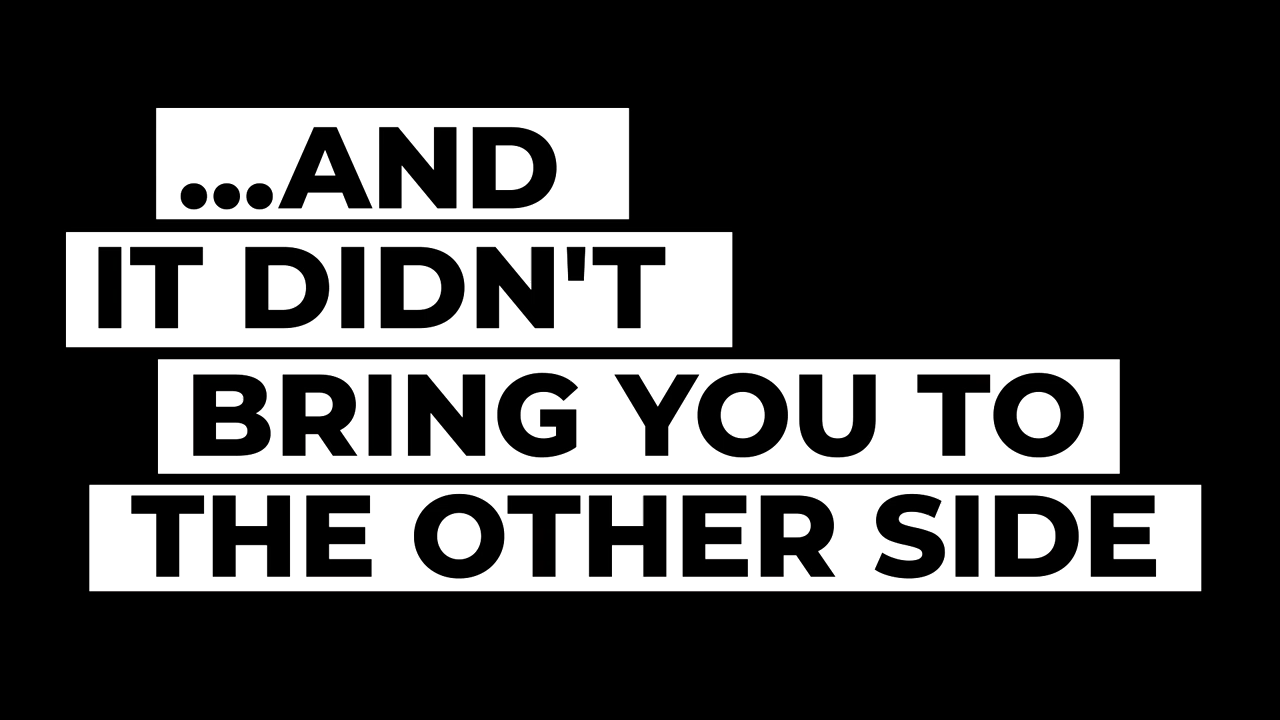 ...AND
IT DIDN'T
BRING YOU TO
THE OTHER SIDE